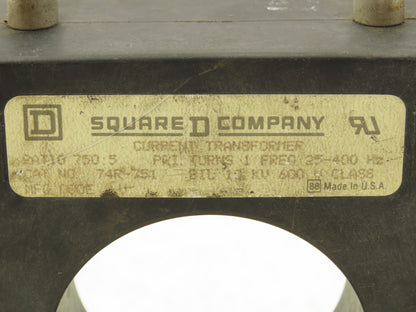 D SQUARE D COMPANY
CURRENT TRANSFORMER
RATIO 750:5 PRI TURNS 1 FREQ 25-400 Hz
CAT NO. 74R-751 BIL 10 KV 600 V CLASS
MFG CODE 88 Made In U.S.A.